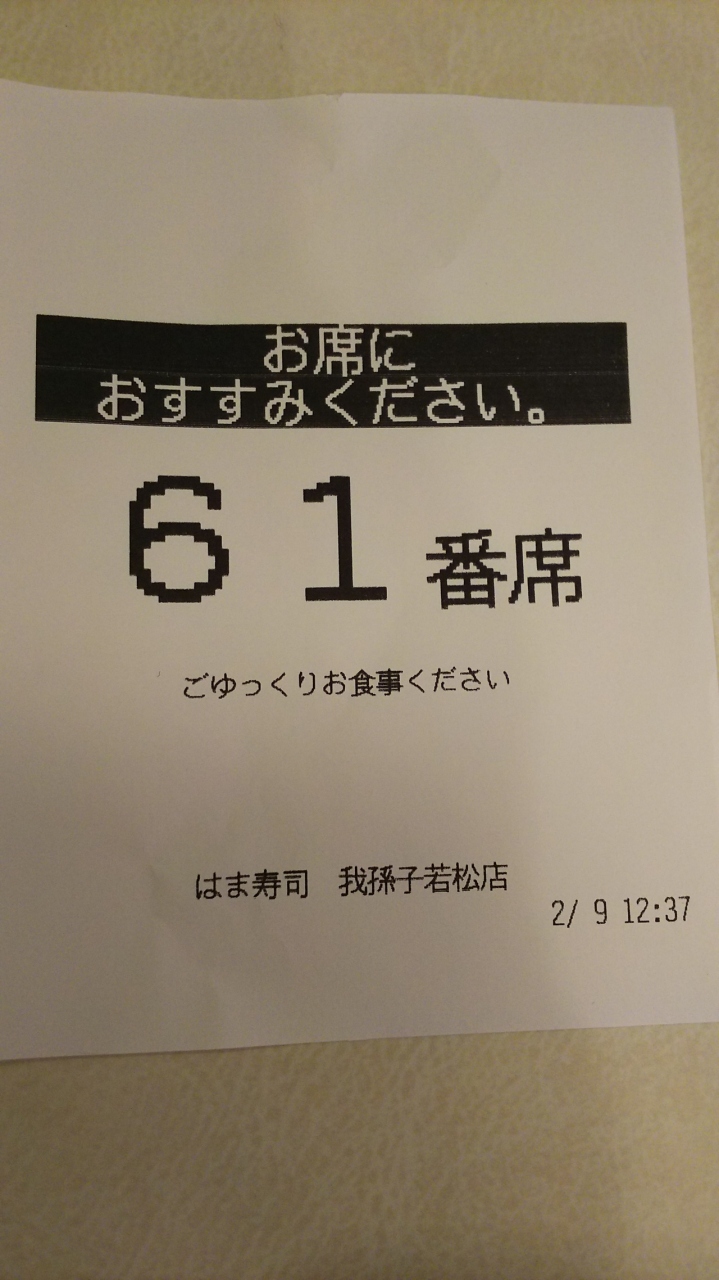 お席に
おすすみください。
６１番席
ごゆっくりお食事ください
はま寿司　我孫子若松店
2/ 9 12:37